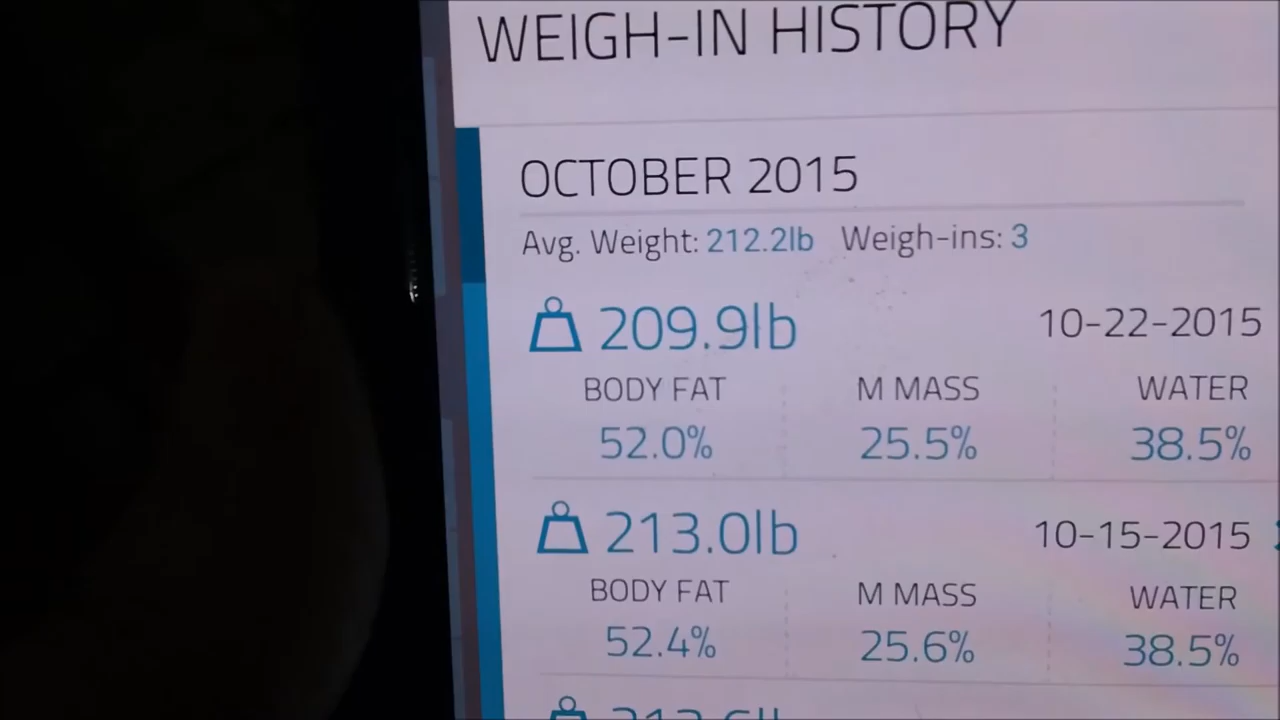 WEIGH-IN HISTORY
OCTOBER 2015
Avg. Weight: 212.2lb Weigh-ins: 3
209.9lb 10-22-2015
BODY FAT M MASS WATER
52.0% 25.5% 38.5%
213.0lb 10-15-2015
BODY FAT M MASS WATER
52.4% 25.6% 38.5%